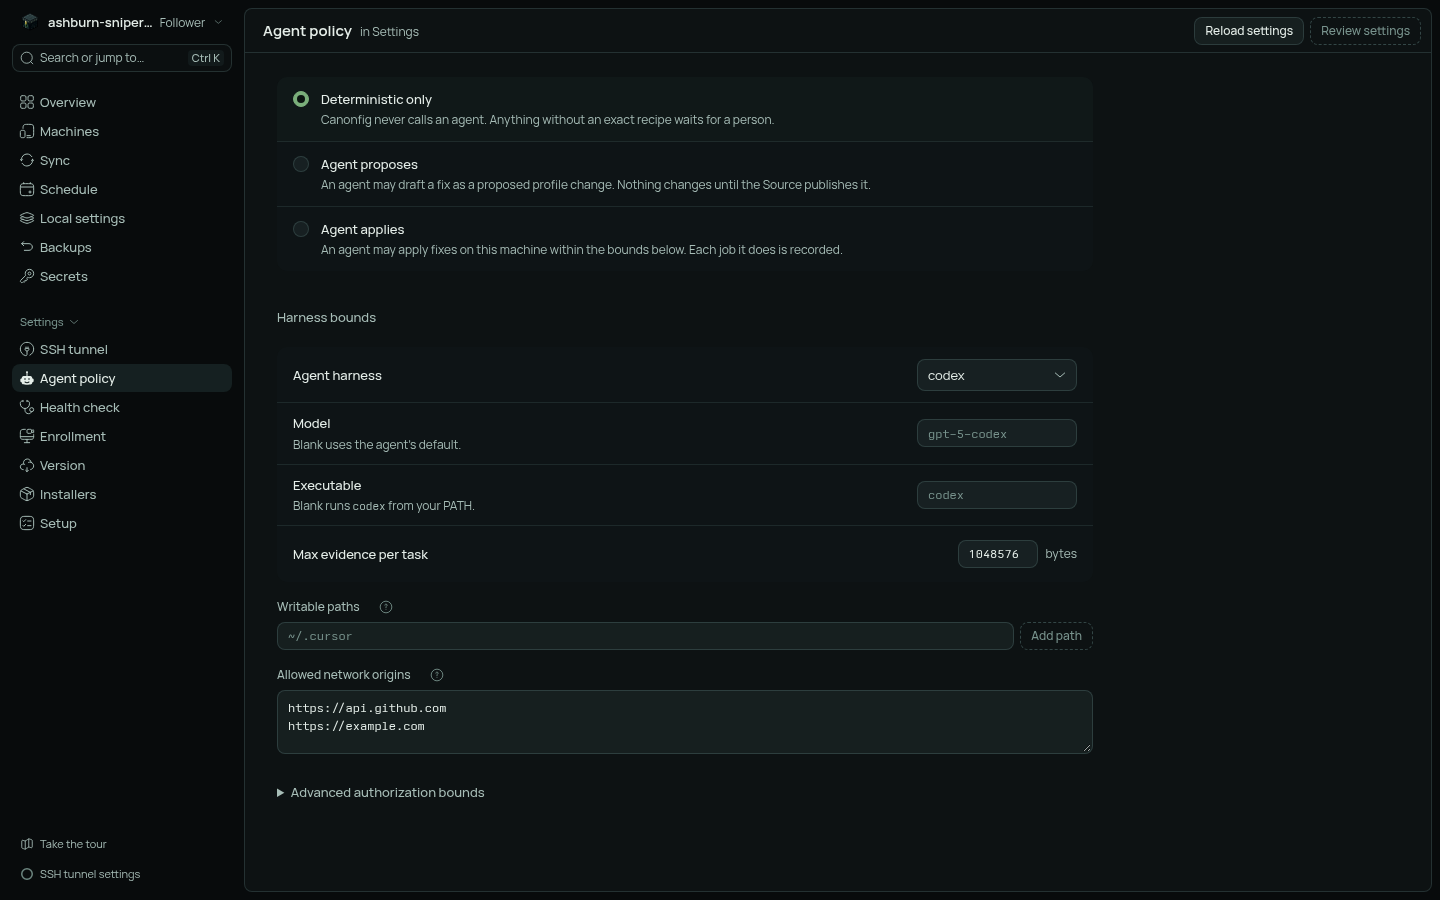 ashburn-sniper... Follower
Search or jump to... Ctrl K
Overview
Machines
Sync
Schedule
Local settings
Backups
Secrets
Settings
SSH tunnel
Agent policy
Health check
Enrollment
Version
Installers
Setup
Take the tour
SSH tunnel settings
Agent policy in Settings
Reload settings
Review settings
Deterministic only
Canonfig never calls an agent. Anything without an exact recipe waits for a person.
Agent proposes
An agent may draft a fix as a proposed profile change. Nothing changes until the Source publishes it.
Agent applies
An agent may apply fixes on this machine within the bounds below. Each job it does is recorded.
Harness bounds
Agent harness
codex
Model
Blank uses the agent's default.
gpt-5-codex
Executable
Blank runs codex from your PATH.
codex
Max evidence per task
1048576 bytes
Writable paths ?
~/.cursor
Add path
Allowed network origins ?
https://api.github.com
https://example.com
Advanced authorization bounds